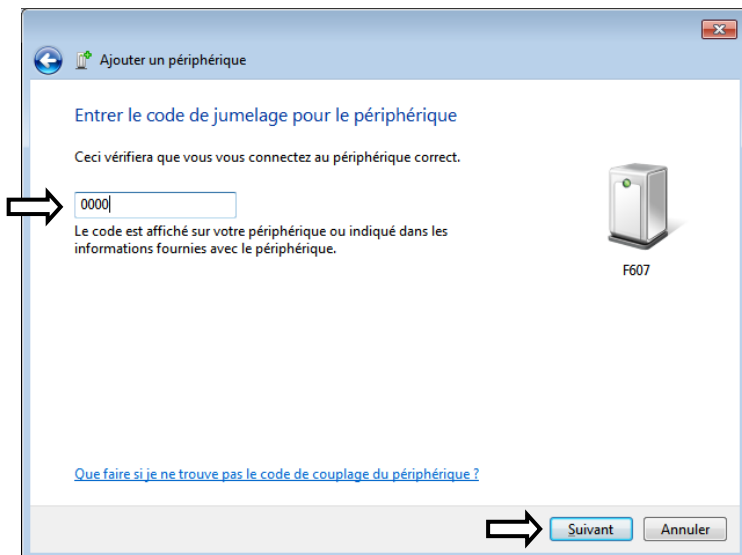 Ajouter un périphérique
Entrer le code de jumelage pour le périphérique
Ceci vérifiera que vous vous connectez au périphérique correct.
0000
Le code est affiché sur votre périphérique ou indiqué dans les
informations fournies avec le périphérique.
F607
Que faire si je ne trouve pas le code de couplage du périphérique ?
Suivant
Annuler